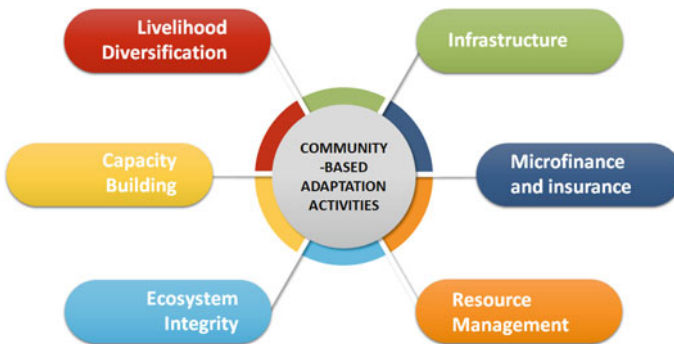 Livelihood
Diversification
Infrastructure
Capacity
Building
COMMUNITY
-BASED
ADAPTATION
ACTIVITIES
Microfinance
and insurance
Ecosystem
Integrity
Resource
Management